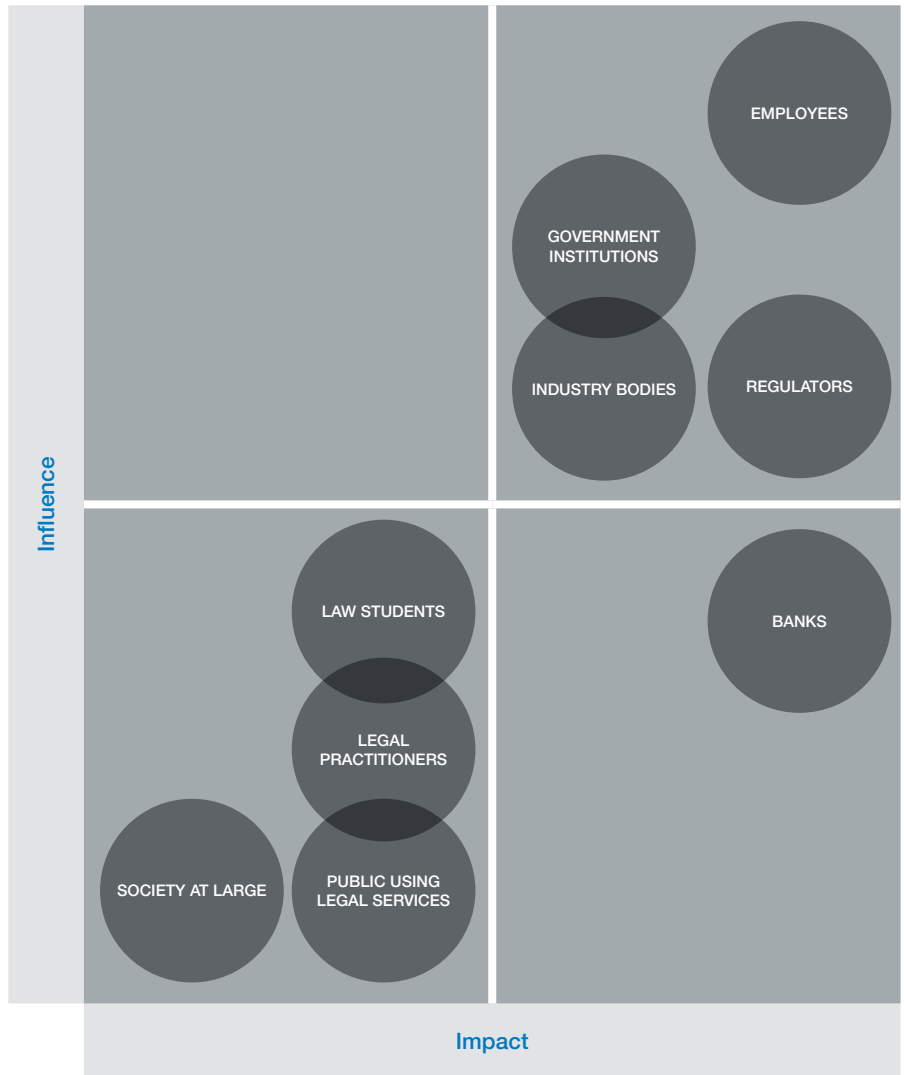 EMPLOYEES
GOVERNMENT
INSTITUTIONS
INDUSTRY BODIES
REGULATORS
Influence
LAW STUDENTS
BANKS
LEGAL
PRACTITIONERS
SOCIETY AT LARGE
PUBLIC USING
LEGAL SERVICES
Impact